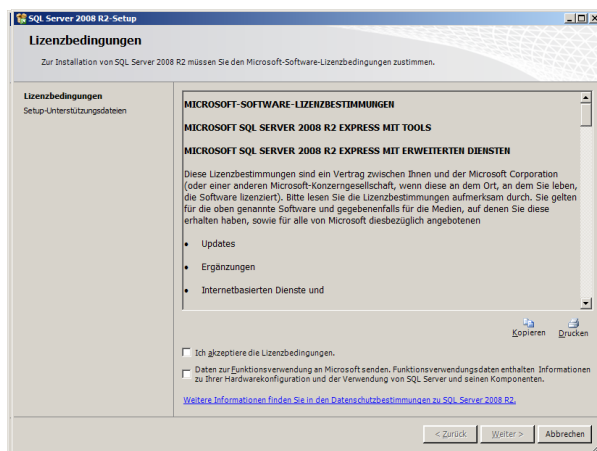 SQL Server 2008 R2-Setup
Lizenzbedingungen
Zur Installation von SQL Server 2008 R2 müssen Sie den Microsoft-Software-Lizenzbedingungen zustimmen.
Lizenzbedingungen
Setup-Unterstützungsdateien
MICROSOFT-SOFTWARE-LIZENZBESTIMMUNGEN
MICROSOFT SQL SERVER 2008 R2 EXPRESS MIT TOOLS
MICROSOFT SQL SERVER 2008 R2 EXPRESS MIT ERWEITERTEN DIENSTEN
Diese Lizenzbestimmungen sind ein Vertrag zwischen Ihnen und der Microsoft Corporation
(oder einer anderen Microsoft-Konzerngesellschaft, wenn diese an dem Ort, an dem Sie leben,
die Software lizenziert). Bitte lesen Sie die Lizenzbestimmungen aufmerksam durch. Sie gelten
für die oben genannte Software und gegebenenfalls für die Medien, auf denen Sie diese
erhalten haben, sowie für alle von Microsoft diesbezüglich angebotenen
• Updates
• Ergänzungen
• Internetbasierten Dienste und
Kopieren Drucken
Ich akzeptiere die Lizenzbedingungen.
Daten zur Funktionsverwendung an Microsoft senden. Funktionsverwendungsdaten enthalten Informationen
zu Ihrer Hardwarekonfiguration und der Verwendung von SQL Server und seinen Komponenten.
Weitere Informationen finden Sie in den Datenschutzbestimmungen zu SQL Server 2008 R2.
< Zurück Weiter > Abbrechen